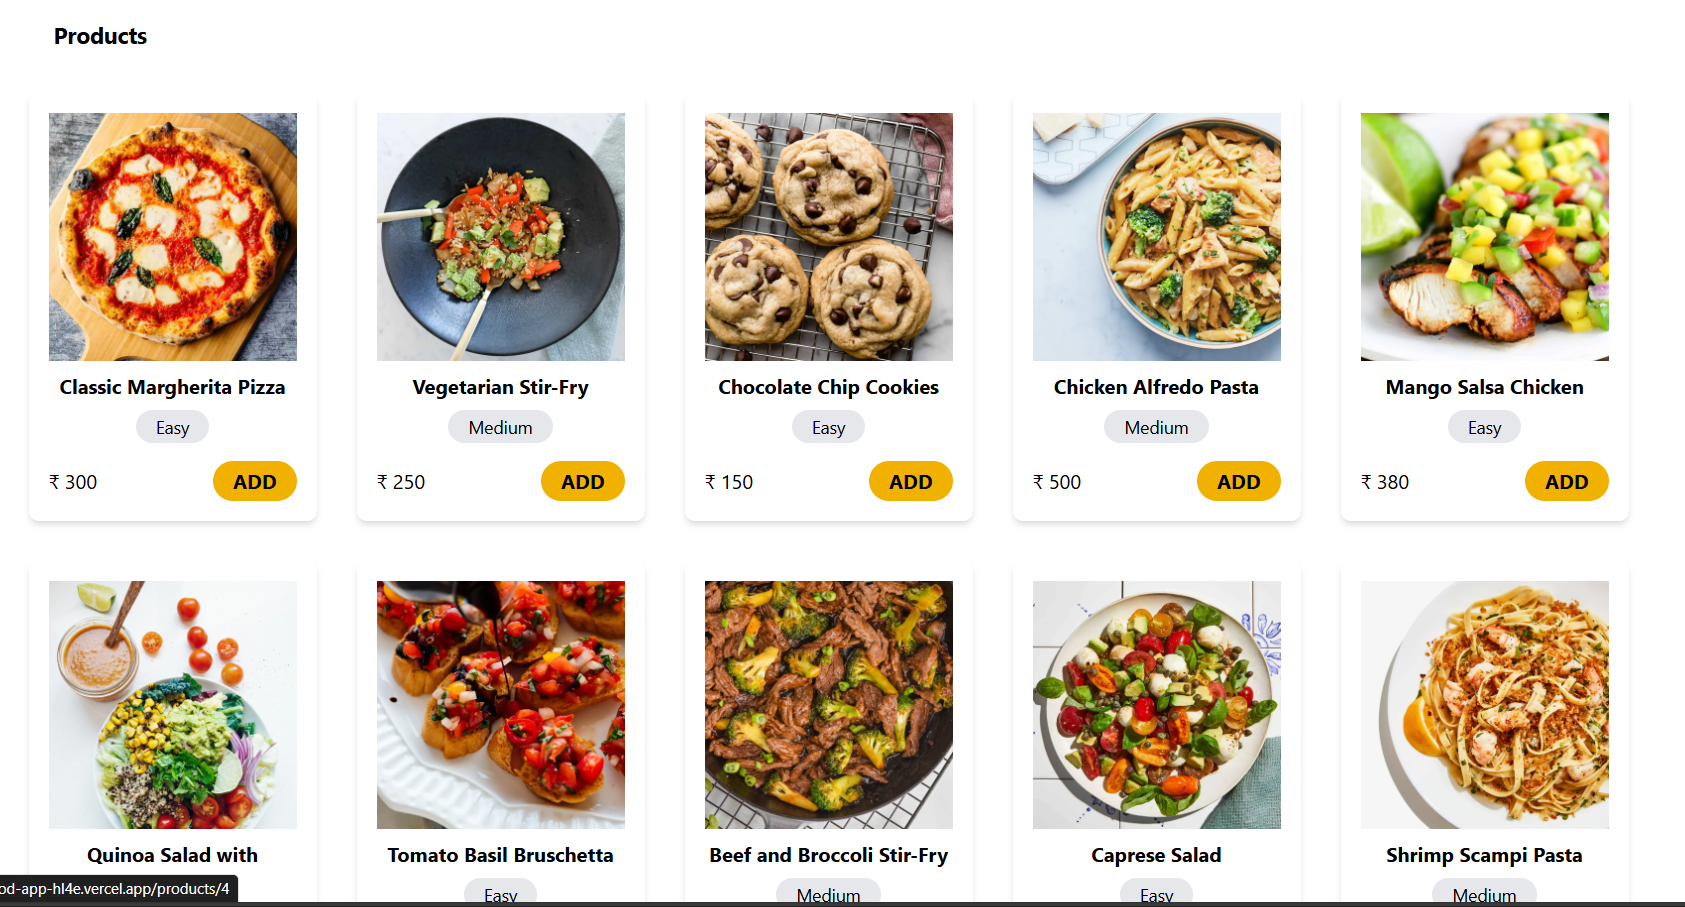 Products
Classic Margherita Pizza
Easy
₹ 300
ADD
Vegetarian Stir-Fry
Medium
₹ 250
ADD
Chocolate Chip Cookies
Easy
₹ 150
ADD
Chicken Alfredo Pasta
Medium
₹ 500
ADD
Mango Salsa Chicken
Easy
₹ 380
ADD
Quinoa Salad with
Tomato Basil Bruschetta
Easy
Beef and Broccoli Stir-Fry
Medium
Caprese Salad
Easy
Shrimp Scampi Pasta
Medium
od-app-hl4e.vercel.app/products/4